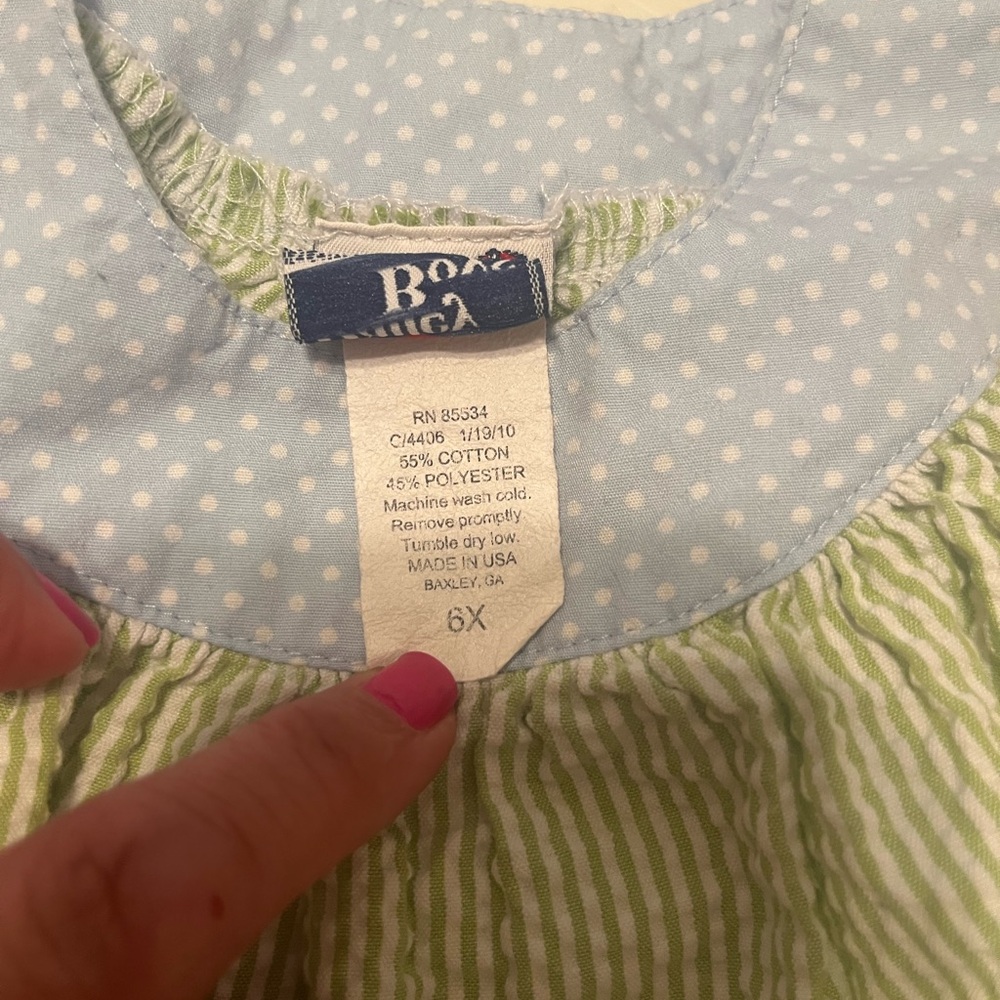 RN 85534
C/4406 1/19/10
55% COTTON
45% POLYESTER
Machine wash cold.
Remove promptly
Tumble dry low.
MADE IN USA
BAXLEY, GA
6X